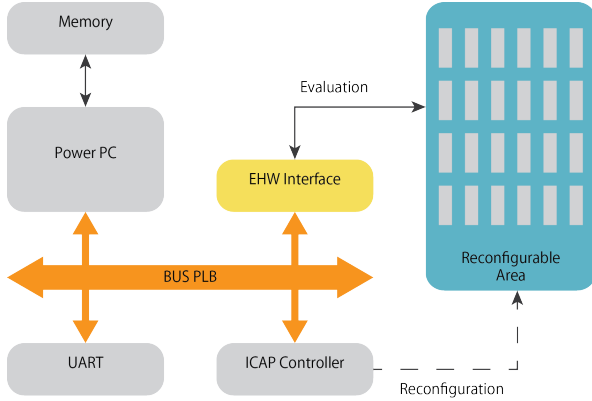 Memory
Power PC
Evaluation
EHW Interface
Reconfigurable
Area
BUS PLB
UART
ICAP Controller
Reconfiguration